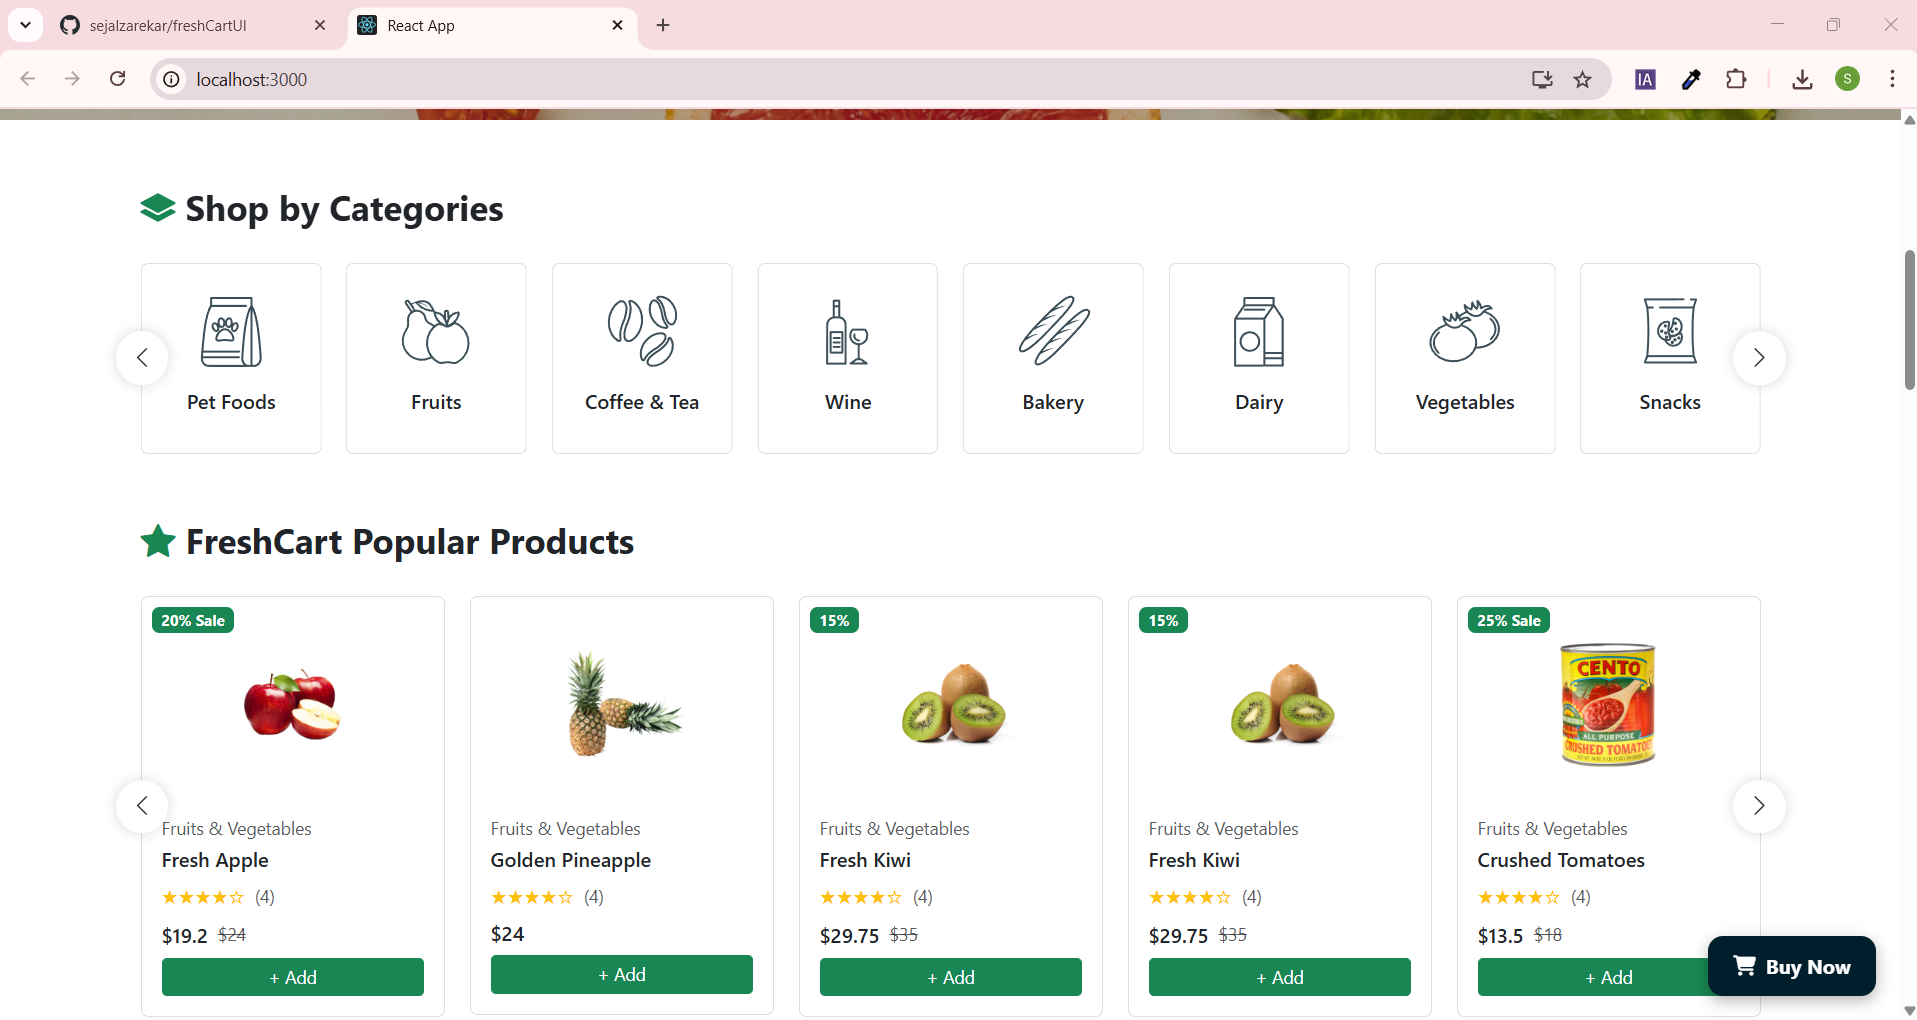 sejalzarekar/freshCartUI
React App
localhost:3000
IA
S
Shop by Categories
Pet Foods
Fruits
Coffee & Tea
Wine
Bakery
Dairy
Vegetables
Snacks
FreshCart Popular Products
20% Sale
Fruits & Vegetables
Fresh Apple
(4)
$19.2 $24
+ Add
Fruits & Vegetables
Golden Pineapple
(4)
$24
+ Add
15%
Fruits & Vegetables
Fresh Kiwi
(4)
$29.75 $35
+ Add
15%
Fruits & Vegetables
Fresh Kiwi
(4)
$29.75 $35
+ Add
25% Sale
CENTO
ALL PURPOSE
CRUSHED TOMATOES
Fruits & Vegetables
Crushed Tomatoes
(4)
$13.5 $18
+ Add
Buy Now